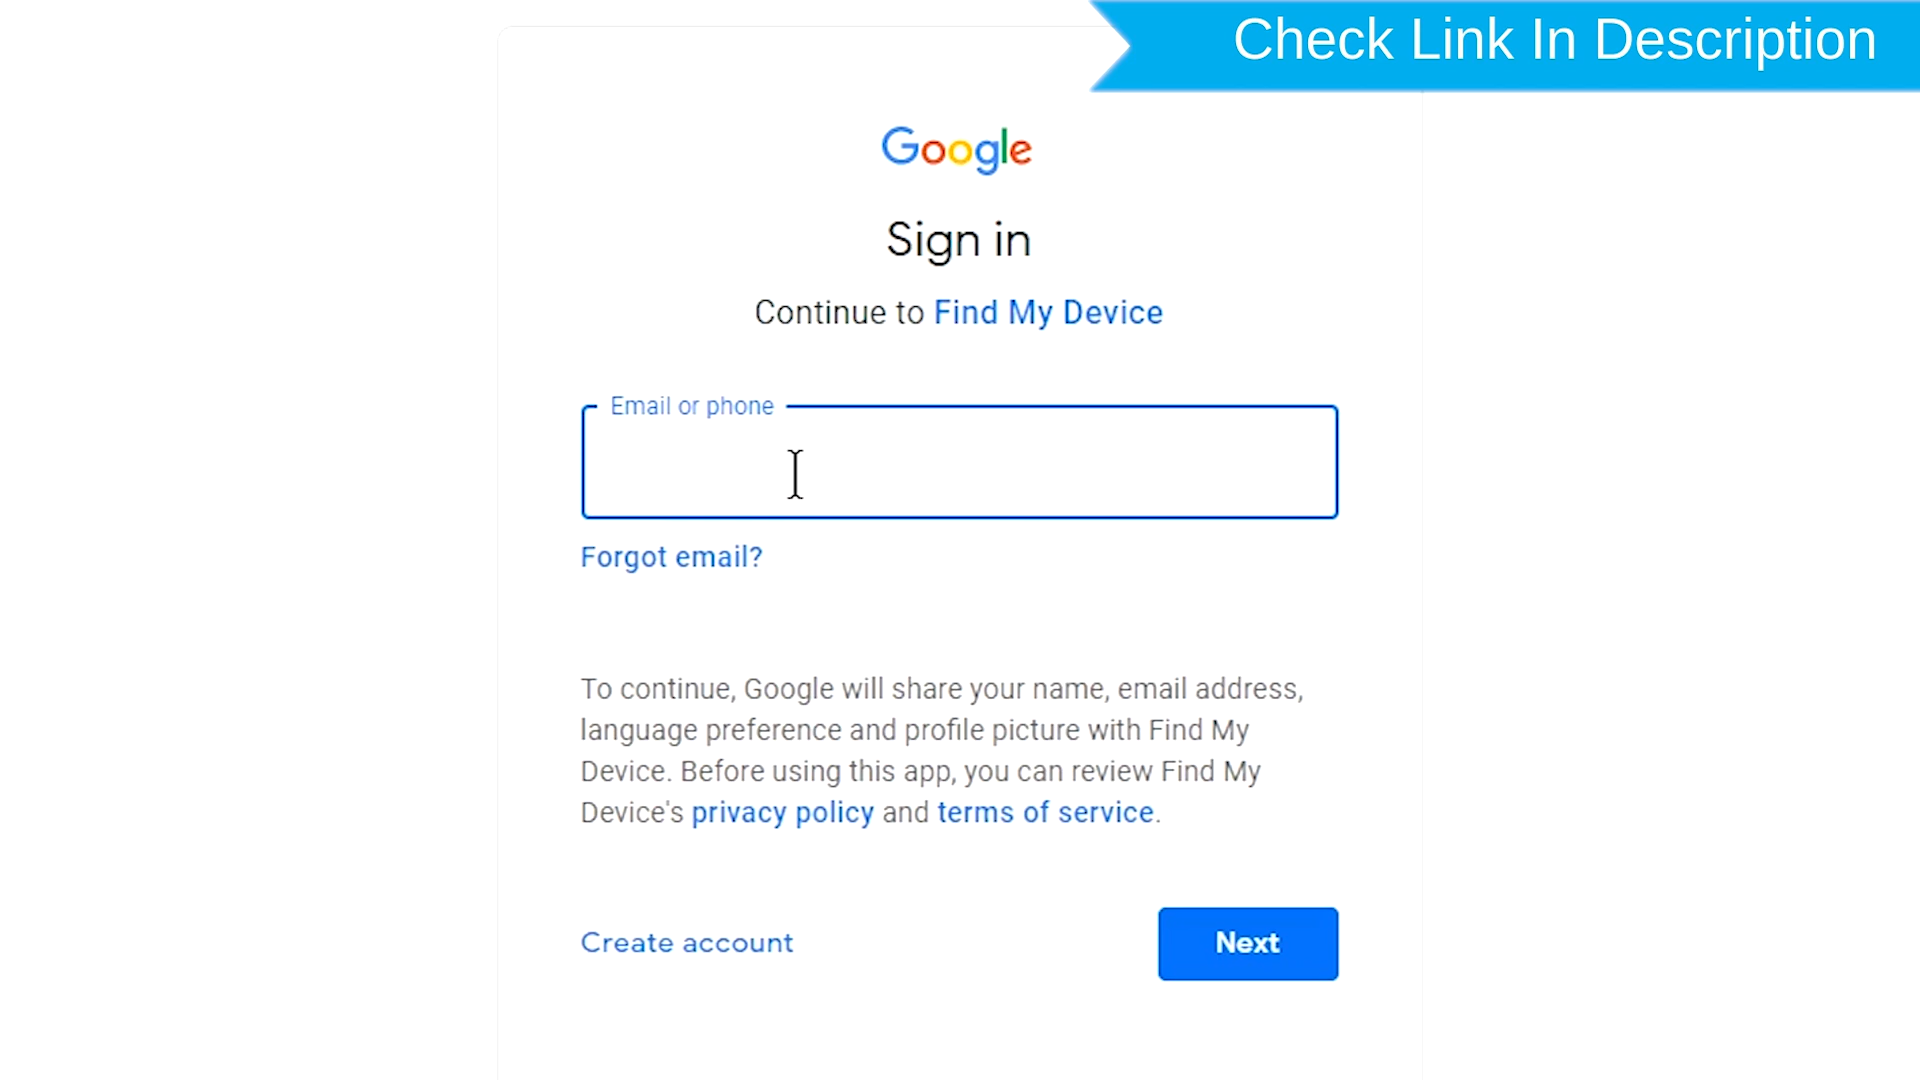 Check Link In Description
Google
Sign in
Continue to Find My Device
Email or phone
Forgot email?
To continue, Google will share your name, email address,
language preference and profile picture with Find My
Device. Before using this app, you can review Find My
Device's privacy policy and terms of service.
Create account
Next